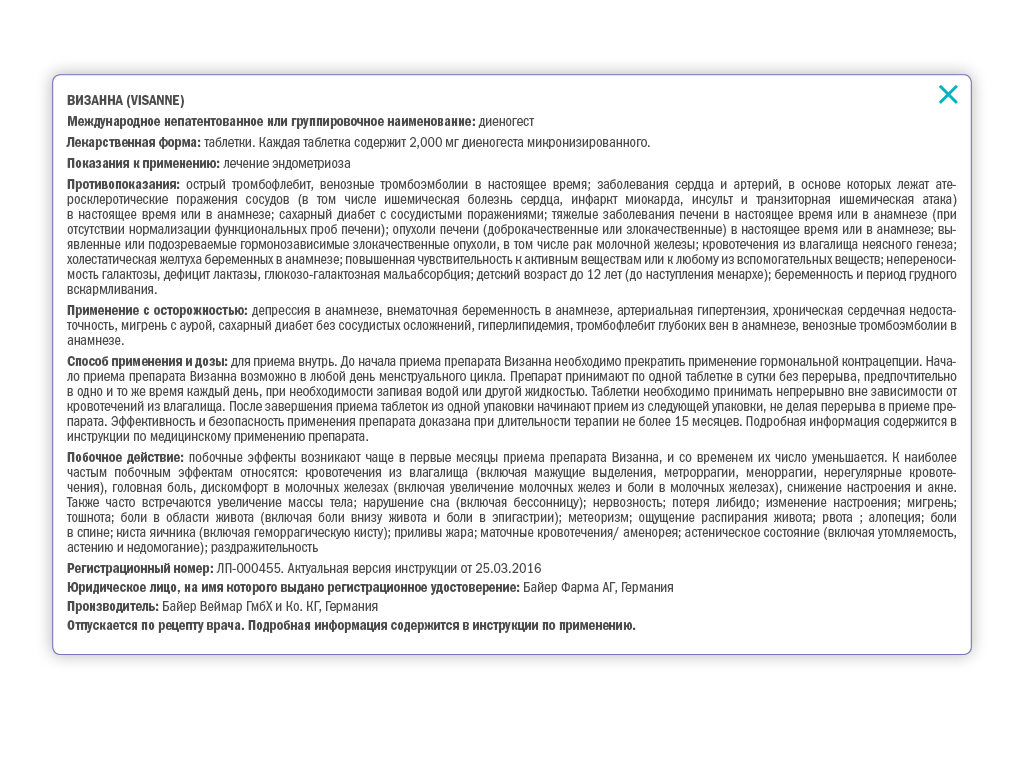 ВИЗАННА (VISANNE)
Международное непатентованное или группировочное наименование: диеногест
Лекарственная форма: таблетки. Каждая таблетка содержит 2,000 мг диеногеста микронизированного.
Показания к применению: лечение эндометриоза
Противопоказания: острый тромбофлебит, венозные тромбоэмболии в настоящее время; заболевания сердца и артерий, в основе которых лежат ате-
росклеротические поражения сосудов (в том числе ишемическая болезнь сердца, инфаркт миокарда, инсульт и транзиторная ишемическая атака)
в настоящее время или в анамнезе; сахарный диабет с сосудистыми поражениями; тяжелые заболевания печени в настоящее время или в анамнезе (при
отсутствии нормализации функциональных проб печени); опухоли печени (доброкачественные или злокачественные) в настоящее время или в анамнезе; вы-
явленные или подозреваемые гормонозависимые злокачественные опухоли, в том числе рак молочной железы; кровотечения из влагалища неясного генеза;
холестатическая желтуха беременных в анамнезе; повышенная чувствительность к активным веществам или к любому из вспомогательных веществ; непереноси-
мость галактозы, дефицит лактазы, глюкозо-галактозная мальабсорбция; детский возраст до 12 лет (до наступления менархе); беременность и период грудного
вскармливания.
Применение с осторожностью: депрессия в анамнезе, внематочная беременность в анамнезе, артериальная гипертензия, хроническая сердечная недоста-
точность, мигрень с аурой, сахарный диабет без сосудистых осложнений, гиперлипидемия, тромбофлебит глубоких вен в анамнезе, венозные тромбоэмболии в
анамнезе.
Способ применения и дозы: для приема внутрь. До начала приема препарата Визанна необходимо прекратить применение гормональной контрацепции. Нача-
ло приема препарата Визанна возможно в любой день менструального цикла. Препарат принимают по одной таблетке в сутки без перерыва, предпочтительно
в одно и то же время каждый день, при необходимости запивая водой или другой жидкостью. Таблетки необходимо принимать непрерывно вне зависимости от
кровотечений из влагалища. После завершения приема таблеток из одной упаковки начинают прием из следующей упаковки, не делая перерыва в приеме пре-
парата. Эффективность и безопасность применения препарата доказана при длительности терапии не более 15 месяцев. Подробная информация содержится в
инструкции по медицинскому применению препарата.
Побочное действие: побочные эффекты возникают чаще в первые месяцы приема препарата Визанна, и со временем их число уменьшается. К наиболее
частым побочным эффектам относятся: кровотечения из влагалища (включая мажущие выделения, метроррагии, меноррагии, нерегулярные кровоте-
чения), головная боль, дискомфорт в молочных железах (включая увеличение молочных желез и боли в молочных железах), снижение настроения и акне.
Также часто встречаются увеличение массы тела; нарушение сна (включая бессонницу); нервозность; потеря либидо; изменение настроения; мигрень;
тошнота; боли в области живота (включая боли внизу живота и боли в эпигастрии); метеоризм; ощущение распирания живота; рвота ; алопеция; боли
в спине; киста яичника (включая геморрагическую кисту); приливы жара; маточные кровотечения/ аменорея; астеническое состояние (включая утомляемость,
астению и недомогание); раздражительность
Регистрационный номер: ЛП-000455. Актуальная версия инструкции от 25.03.2016
Юридическое лицо, на имя которого выдано регистрационное удостоверение: Байер Фарма АГ, Германия
Производитель: Байер Веймар ГмбХ и Ко. КГ, Германия
Отпускается по рецепту врача. Подробная информация содержится в инструкции по применению.